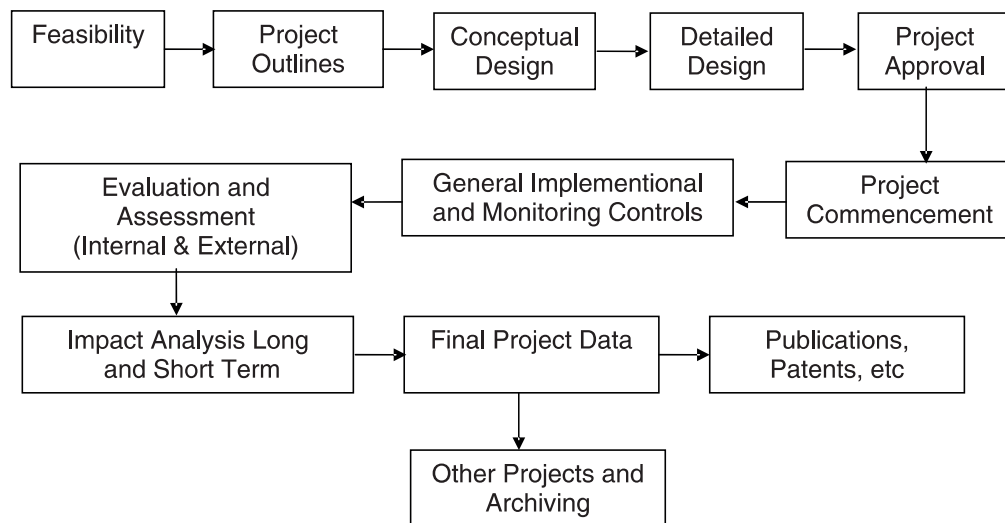 Feasibility
Project
Outlines
Conceptual
Design
Detailed
Design
Project
Approval
Evaluation and
Assessment
(Internal & External)
General Implementional
and Monitoring Controls
Project
Commencement
Impact Analysis Long
and Short Term
Final Project Data
Publications,
Patents, etc
Other Projects and
Archiving